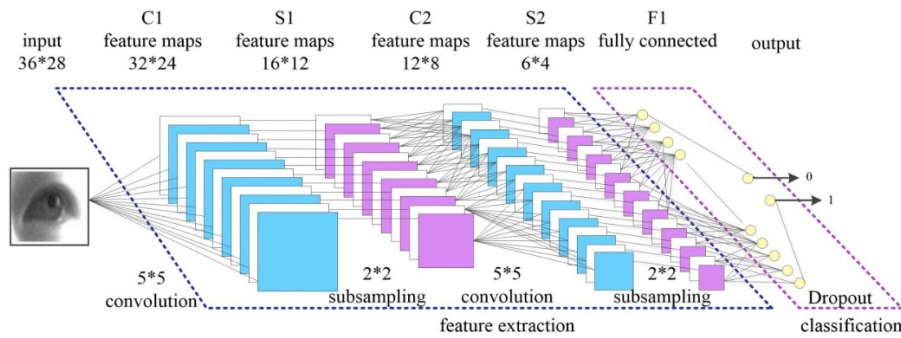 input
36*28
C1
feature maps
32*24
S1
feature maps
16*12
C2
feature maps
12*8
S2
feature maps
6*4
F1
fully connected
output
0
1
5*5
convolution
2*2
subsampling
5*5
convolution
2*2
subsampling
Dropout
feature extraction
classification